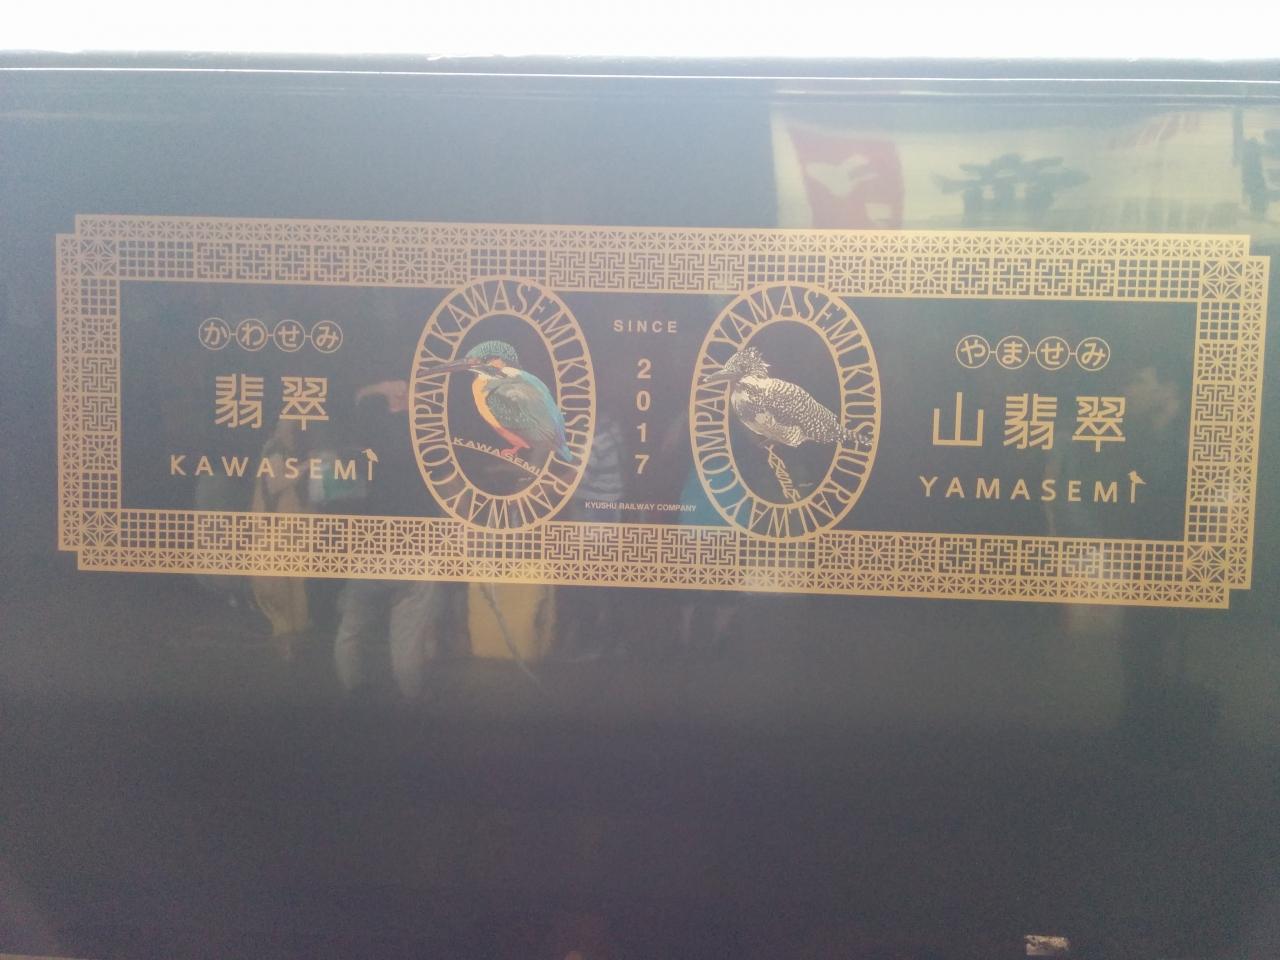 かわせみ
翡翠
KAWASEMI
KAWASEMI KYUSHU RAILWAY COMPANY
KAWASEMI
SINCE
2017
KYUSHU RAILWAY COMPANY
YAMASEMI KYUSHU RAILWAY COMPANY
やませみ
山翡翠
YAMASEMI